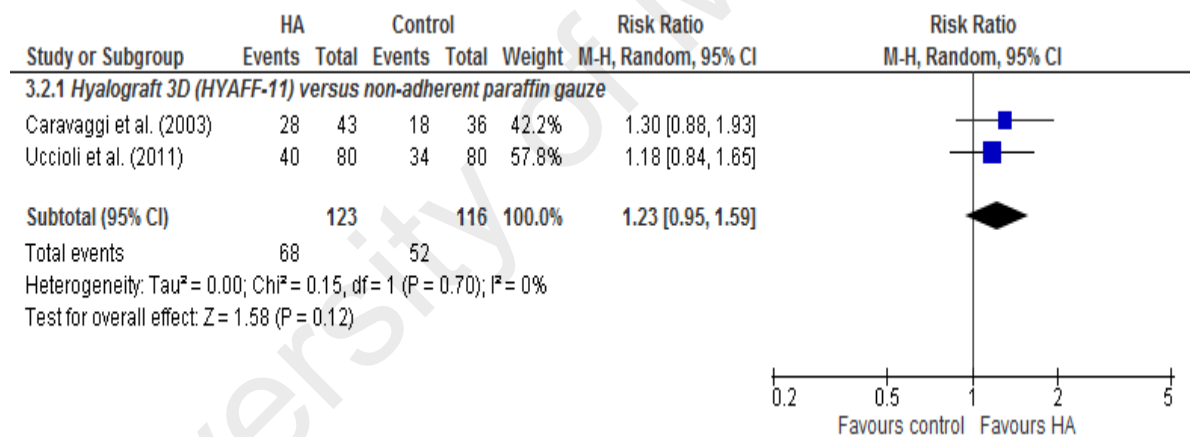 HA Control Risk Ratio Risk Ratio
Study or Subgroup Events Total Events Total Weight M-H, Random, 95% CI M-H, Random, 95% CI
3.2.1 Hyalograft 3D (HYAFF-11) versus non-adherent paraffin gauze
Caravaggi et al. (2003) 28 43 18 36 42.2% 1.30 [0.88, 1.93]
Uccioli et al. (2011) 40 80 34 80 57.8% 1.18 [0.84, 1.65]
Subtotal (95% CI) 123 116 100.0% 1.23 [0.95, 1.59]
Total events 68 52
Heterogeneity: Tau² = 0.00; Chi² = 0.15, df = 1 (P = 0.70); I² = 0%
Test for overall effect: Z = 1.58 (P = 0.12)
0.2 0.5 1 2 5
Favours control Favours HA